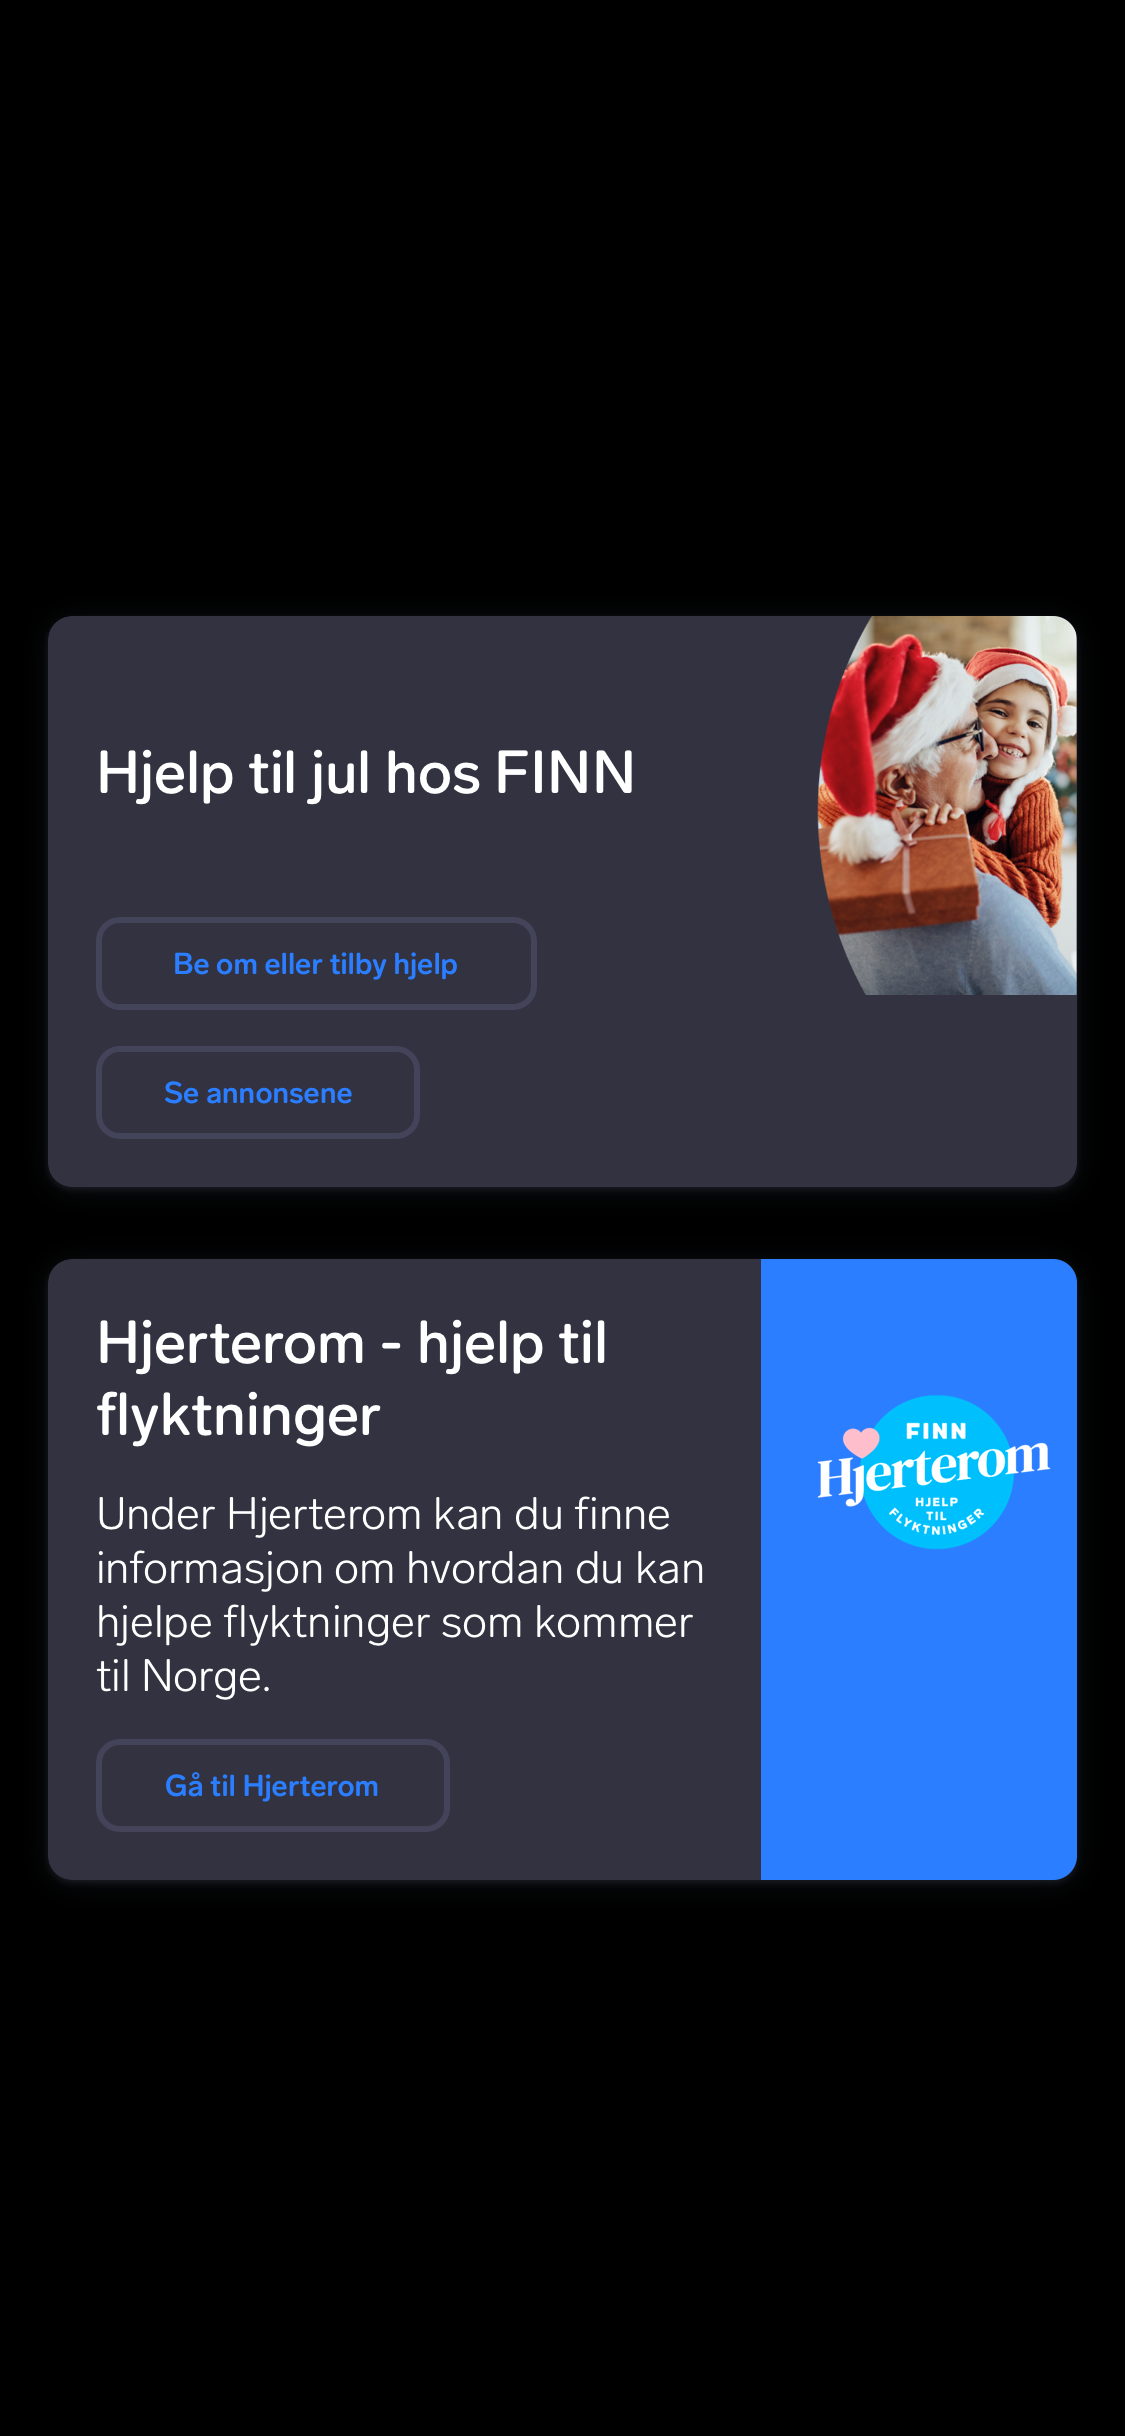 Hjelp til jul hos FINN
Be om eller tilby hjelp
Se annonsene
Hjerterom - hjelp til
flyktninger
Under Hjerterom kan du finne
informasjon om hvordan du kan
hjelpe flyktninger som kommer
til Norge.
Gå til Hjerterom
FINN
Hjerterom
HJELP
TIL
FLYKTNINGER